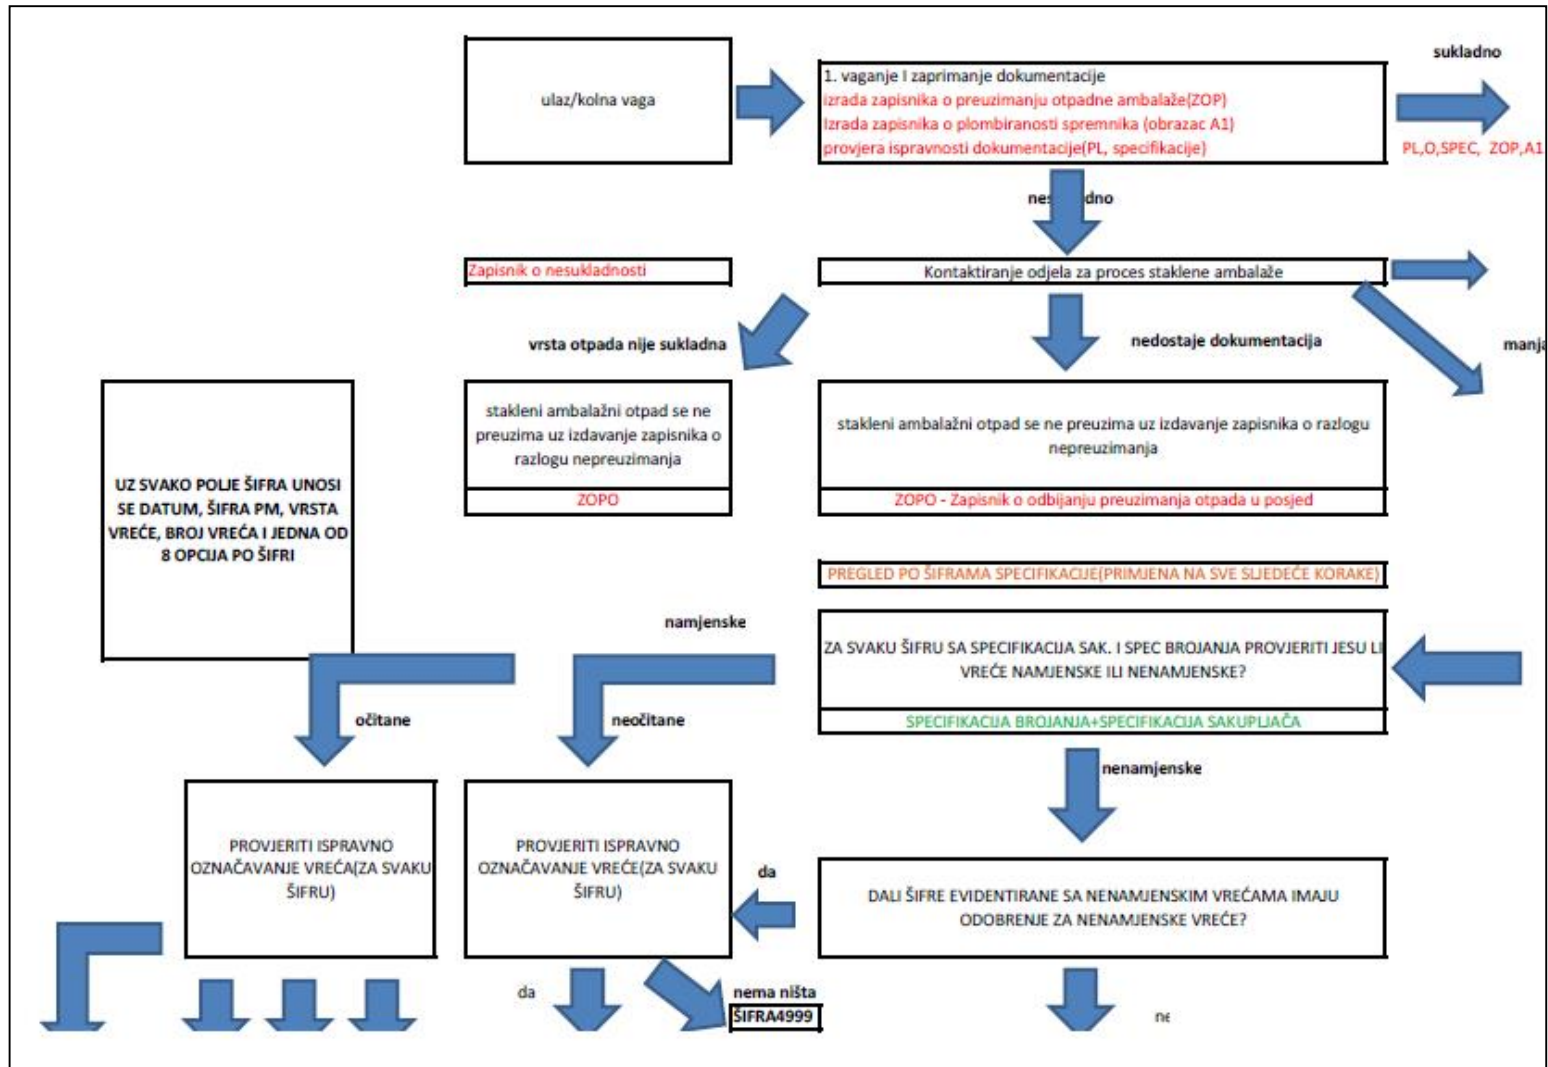 ulaz/kolna vaga
1. vaganje I zaprimanje dokumentacije
izrada zapisnika o preuzimanju otpadne ambalaže(ZOP)
Izrada zapisnika o plombiranosti spremnika (obrazac A1)
provjera ispravnosti dokumentacije(PL, specifikacije)
sukladno
PL,O,SPEC, ZOP,A1
Zapisnik o nesukladnosti
Kontaktiranje odjela za proces staklene ambalaže
vrsta otpada nije sukladna
nedostaje dokumentacija
stakleni ambalažni otpad se ne
preuzima uz izdavanje zapisnika o
razlogu nepreuzimanja
ZOPO
stakleni ambalažni otpad se ne preuzima uz izdavanje zapisnika o razlogu
nepreuzimanja
ZOPO - Zapisnik o odbijanju preuzimanja otpada u posjed
UZ SVAKO POLJE ŠIFRA UNOSI
SE DATUM, ŠIFRA PM, VRSTA
VREĆE, BROJ VREĆA I JEDNA OD
8 OPCIJA PO ŠIFRI
PREGLED PO ŠIFRAMA SPECIFIKACIJE(PRIMJENA NA SVE SLJEDEĆE KORAKE)
namjenske
ZA SVAKU ŠIFRU SA SPECIFIKACIJA SAK. I SPEC BROJANJA PROVJERITI JESU LI
VREĆE NAMJENSKE ILI NENAMJENSKE?
SPECIFIKACIJA BROJANJA+SPECIFIKACIJA SAKUPLJAČA
očitane
neočitane
nenamjenske
PROVJERITI ISPRAVNO
OZNAČAVANJE VREĆA(ZA SVAKU
ŠIFRU)
PROVJERITI ISPRAVNO
OZNAČAVANJE VREĆE(ZA SVAKU
ŠIFRU)
da
DALI ŠIFRE EVIDENTIRANE SA NENAMJENSKIM VREĆAMA IMAJU
ODOBRENJE ZA NENAMJENSKE VREĆE?
da
nema ništa
ŠIFRA4999
ne